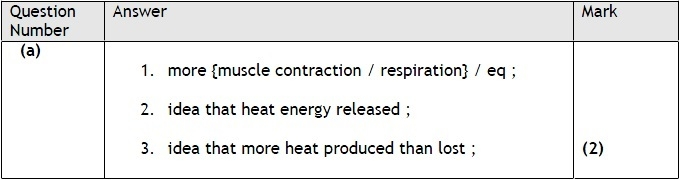 Question Number Answer Mark
(a)
1. more {muscle contraction / respiration} / eq ;
2. idea that heat energy released ;
3. idea that more heat produced than lost ; (2)